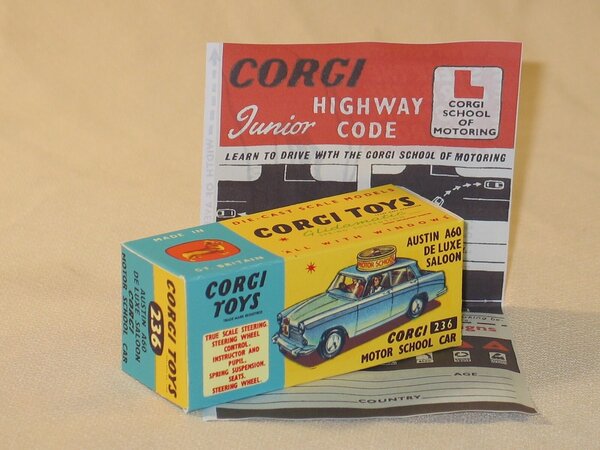 CORGI
Junior HIGHWAY
CODE
L
CORGI
SCHOOL
OF
MOTORING
LEARN TO DRIVE WITH THE CORGI SCHOOL OF MOTORING
DIE-CAST SCALE MODELS
CORGI TOYS
Glidamatic
ALL WITH WINDOWS
MADE IN
GT. BRITAIN
CORGI
TOYS
TRUE SCALE STEERING.
STEERING WHEEL
CONTROL.
INSTRUCTOR AND
PUPIL.
SPRING SUSPENSION.
SEATS.
STEERING WHEEL.
AUSTIN A60
DE LUXE
SALOON
MOTOR SCHOOL
CORGI 236
MOTOR SCHOOL CAR
CORGI TOYS
236
AUSTIN A60
DE LUXE SALOON
CORGI
MOTOR SCHOOL CAR
AGE
COUNTRY